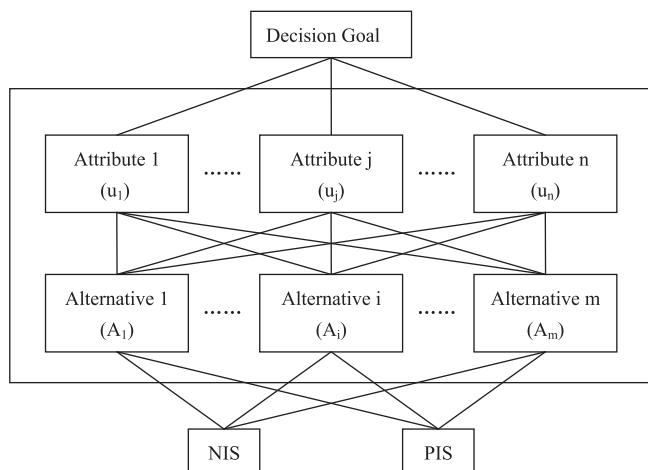 Decision Goal
Attribute 1 ...... Attribute j ...... Attribute n
(u₁) (uⱼ) (uₙ)
Alternative 1 ...... Alternative i ...... Alternative m
(A₁) (Aᵢ) (Aₘ)
NIS PIS